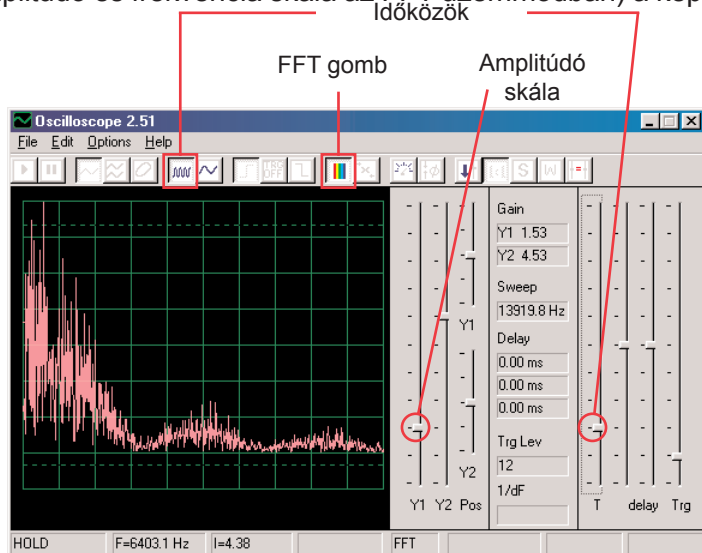 Időközök
FFT gomb
Amplitúdó
skála
Oscilloscope 2.51
File Edit Options Help
TRG
OFF
S
Gain
Y1 1.53
Y2 4.53
Sweep
13919.8 Hz
Delay
0.00 ms
0.00 ms
0.00 ms
Trg Lev
12
1/dF
Y1
Y2
Y1 Y2 Pos
T delay Trg
HOLD F=6403.1 Hz I=4.38 FFT